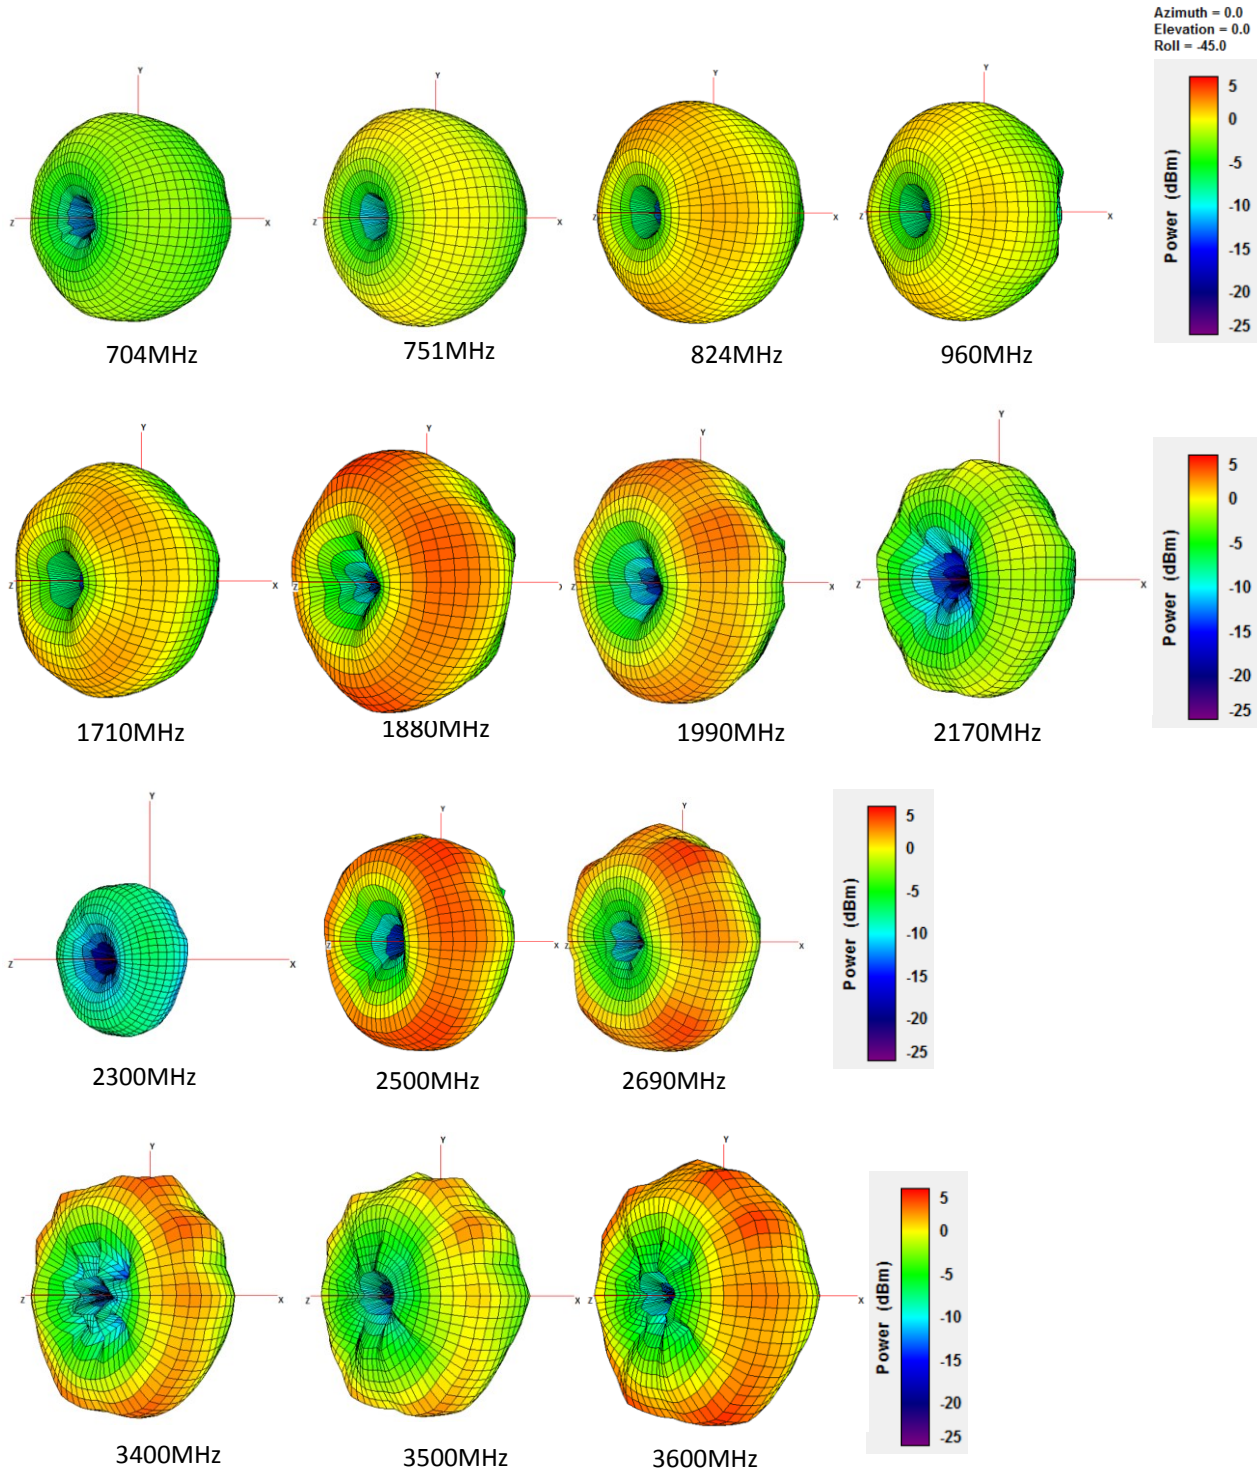 Azimuth = 0.0
Elevation = 0.0
Roll = -45.0
Y
Y
Y
Y
Z
X
Z
X
Z
X
Z
X
Power (dBm)
5
0
-5
-10
-15
-20
-25
704MHz
751MHz
824MHz
960MHz
Y
Y
Y
Y
Z
X
Z
Z
X
Z
X
Power (dBm)
5
0
-5
-10
-15
-20
-25
1710MHz
1880MHz
1990MHz
2170MHz
Y
Y
Y
Z
X
Z
X
Z
X
Power (dBm)
5
0
-5
-10
-15
-20
-25
2300MHz
2500MHz
2690MHz
Y
Y
Y
Z
X
Z
X
Z
X
Power (dBm)
5
0
-5
-10
-15
-20
-25
3400MHz
3500MHz
3600MHz